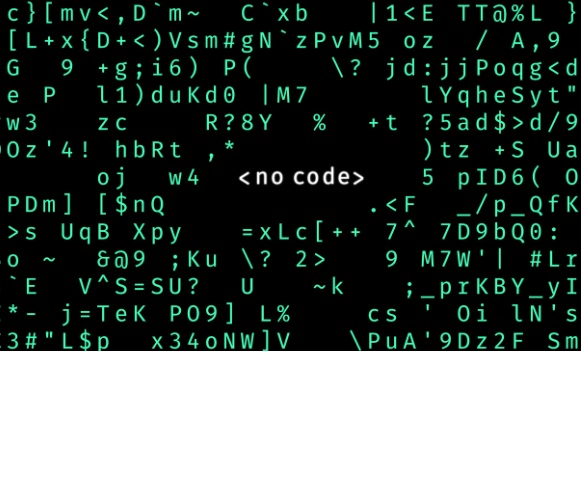 c}[mv<,D`m~ C`xb |1<E TT@%L }
[L+x{D+<)Vsm#gN`zPvM5 oz / A,9
G 9 +g;i6) P( \? jd:jjPoqg<d
e P l1)duKd0 |M7 lYqheSyt"
w3 zc R?8Y % +t ?5ad$>d/9
Oz'4! hbRt ,* )tz +S Ua
oj w4 <no code> 5 pID6( O
PDm] [$nQ .<F _/p_QfK
>s UqB Xpy =xLc[++ 7^ 7D9bQ0:
o ~ &@9 ;Ku \? 2> 9 M7W'| #Lr
`E V^S=SU? U ~k ;_prKBY_yI
*- j=TeK PO9] L% cs ' Oi lN's
3#"L$p x34oNW]V \PuA'9Dz2F Sm